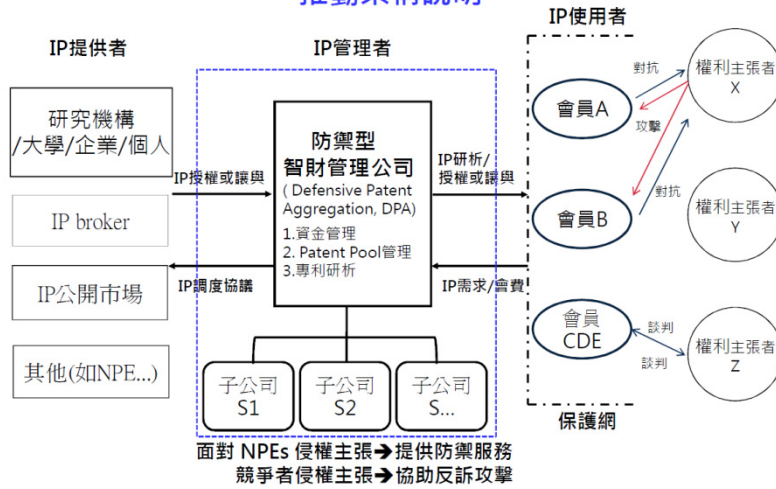 IP提供者
研究機構
/大學/企業/個人
IP broker
IP公開市場
其他(如NPE...)
IP授權或讓與
IP調度協議
IP管理者
防禦型
智財管理公司
( Defensive Patent
Aggregation, DPA)
1.資金管理
2. Patent Pool管理
3.專利研析
子公司
S1
子公司
S2
子公司
S...
面對 NPEs 侵權主張➔提供防禦服務
競爭者侵權主張➔協助反訴攻擊
IP研析/
授權或讓與
IP需求/會費
IP使用者
會員A
會員B
會員
CDE
保護網
對抗
攻擊
對抗
談判
談判
權利主張者
X
權利主張者
Y
權利主張者
Z